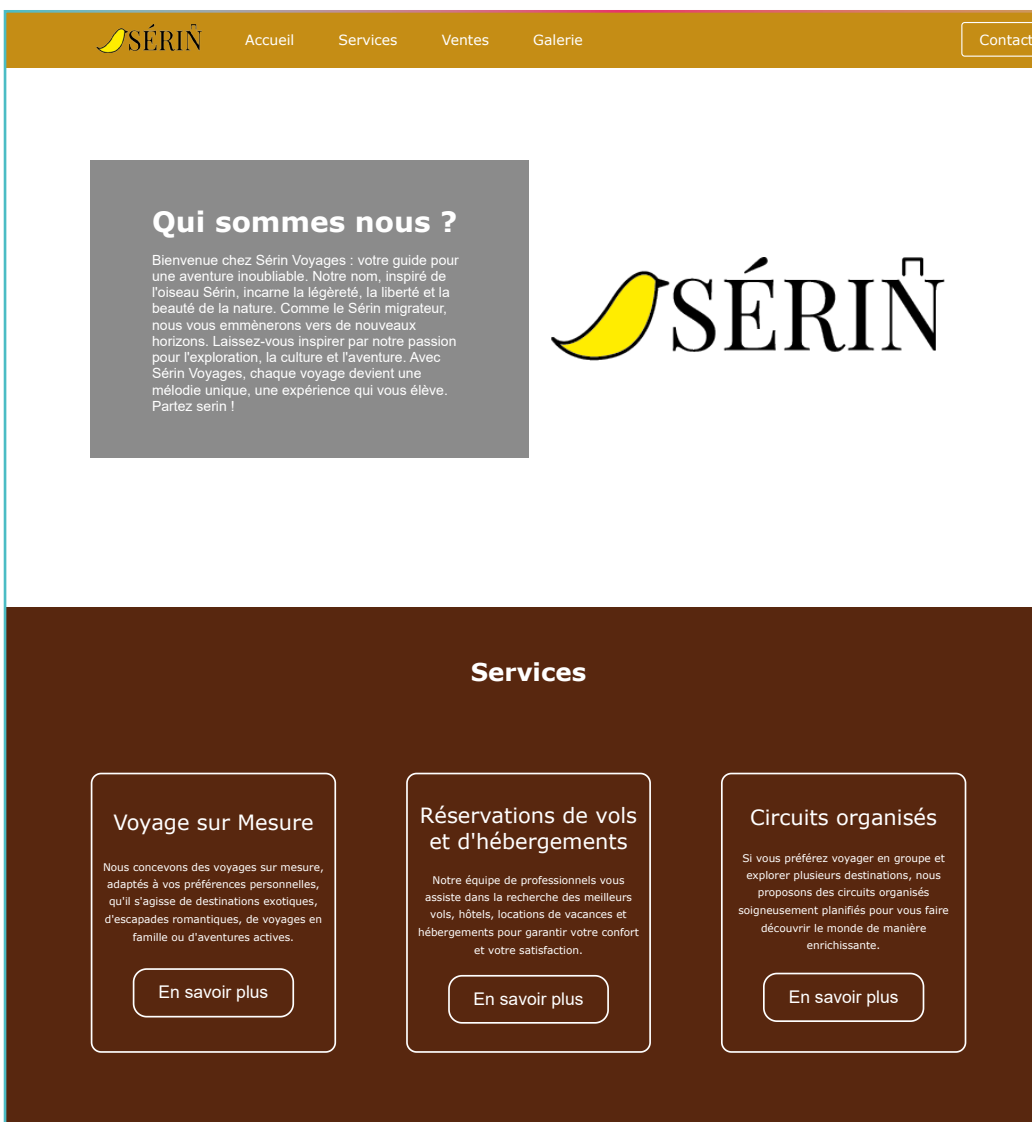 SÉRIN Accueil Services Ventes Galerie Contact
Qui sommes nous ?
Bienvenue chez Sérin Voyages : votre guide pour
une aventure inoubliable. Notre nom, inspiré de
l'oiseau Sérin, incarne la légèreté, la liberté et la
beauté de la nature. Comme le Sérin migrateur,
nous vous emmènerons vers de nouveaux
horizons. Laissez-vous inspirer par notre passion
pour l'exploration, la culture et l'aventure. Avec
Sérin Voyages, chaque voyage devient une
mélodie unique, une expérience qui vous élève.
Partez serin !
SÉRIN
Services
Voyage sur Mesure
Nous concevons des voyages sur mesure,
adaptés à vos préférences personnelles,
qu'il s'agisse de destinations exotiques,
d'escapades romantiques, de voyages en
famille ou d'aventures actives.
En savoir plus
Réservations de vols
et d'hébergements
Notre équipe de professionnels vous
assiste dans la recherche des meilleurs
vols, hôtels, locations de vacances et
hébergements pour garantir votre confort
et votre satisfaction.
En savoir plus
Circuits organisés
Si vous préférez voyager en groupe et
explorer plusieurs destinations, nous
proposons des circuits organisés
soigneusement planifiés pour vous faire
découvrir le monde de manière
enrichissante.
En savoir plus